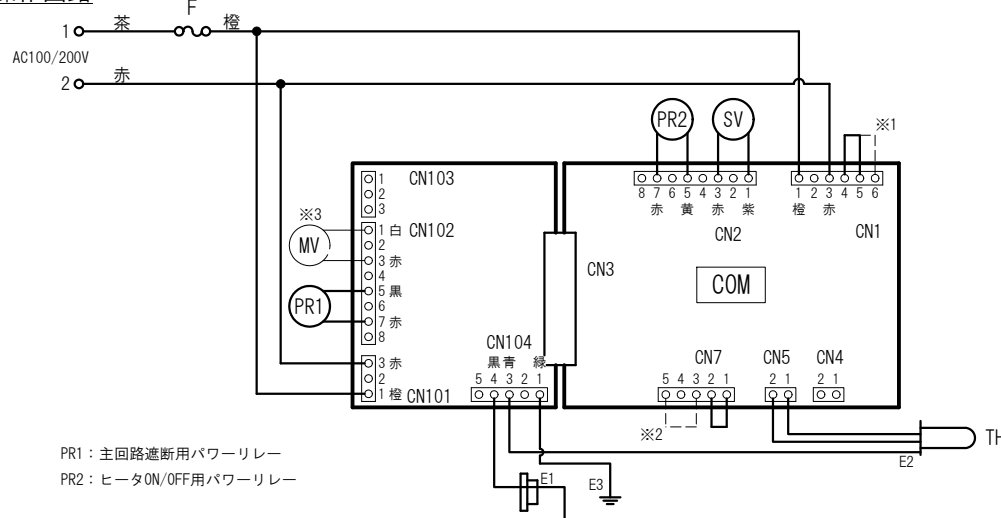 F
1 茶 橙
AC100/200V
2 赤
PR2 SV ※1
8 7 6 5 4 3 2 1
赤 黄 赤 紫
CN2
1 2 3 4 5 6
橙 赤
CN1
1 CN103
2
3
※3
MV
1 白 CN102
2
3 赤
4
5 黒
PR1
6
7 赤
8
CN3
COM
3 赤
2
1 橙 CN101
CN104
黒 青 緑
5 4 3 2 1
CN7
5 4 3 2 1
※2
CN5
2 1
CN4
2 1
TH
E2
E1
E3
PR1：主回路遮断用パワーリレー
PR2：ヒータON/OFF用パワーリレー